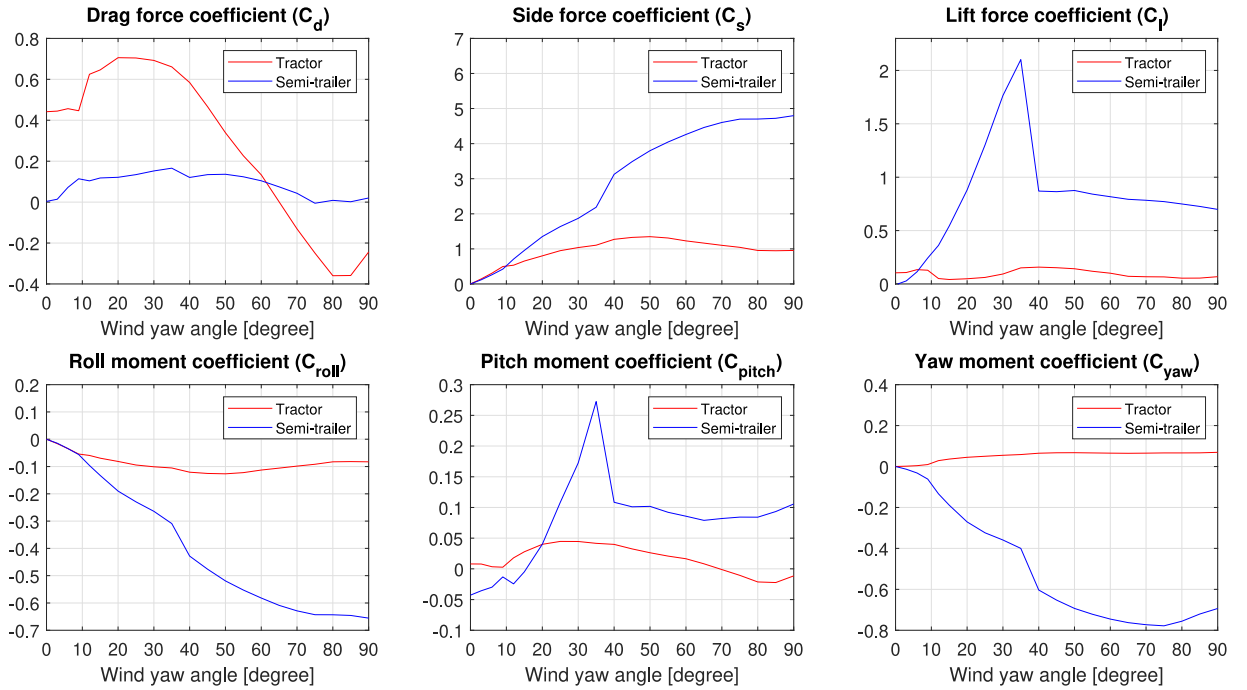 Drag force coefficient (C_d)
0.8
0.6
0.4
0.2
0
-0.2
-0.4
0 10 20 30 40 50 60 70 80 90
Wind yaw angle [degree]
Tractor
Semi-trailer
Side force coefficient (C_s)
7
6
5
4
3
2
1
0
0 10 20 30 40 50 60 70 80 90
Wind yaw angle [degree]
Tractor
Semi-trailer
Lift force coefficient (C_l)
2
1.5
1
0.5
0
0 10 20 30 40 50 60 70 80 90
Wind yaw angle [degree]
Tractor
Semi-trailer
Roll moment coefficient (C_roll)
0.2
0.1
0
-0.1
-0.2
-0.3
-0.4
-0.5
-0.6
-0.7
0 10 20 30 40 50 60 70 80 90
Wind yaw angle [degree]
Tractor
Semi-trailer
Pitch moment coefficient (C_pitch)
0.3
0.25
0.2
0.15
0.1
0.05
0
-0.05
-0.1
0 10 20 30 40 50 60 70 80 90
Wind yaw angle [degree]
Tractor
Semi-trailer
Yaw moment coefficient (C_yaw)
0.4
0.2
0
-0.2
-0.4
-0.6
-0.8
0 10 20 30 40 50 60 70 80 90
Wind yaw angle [degree]
Tractor
Semi-trailer